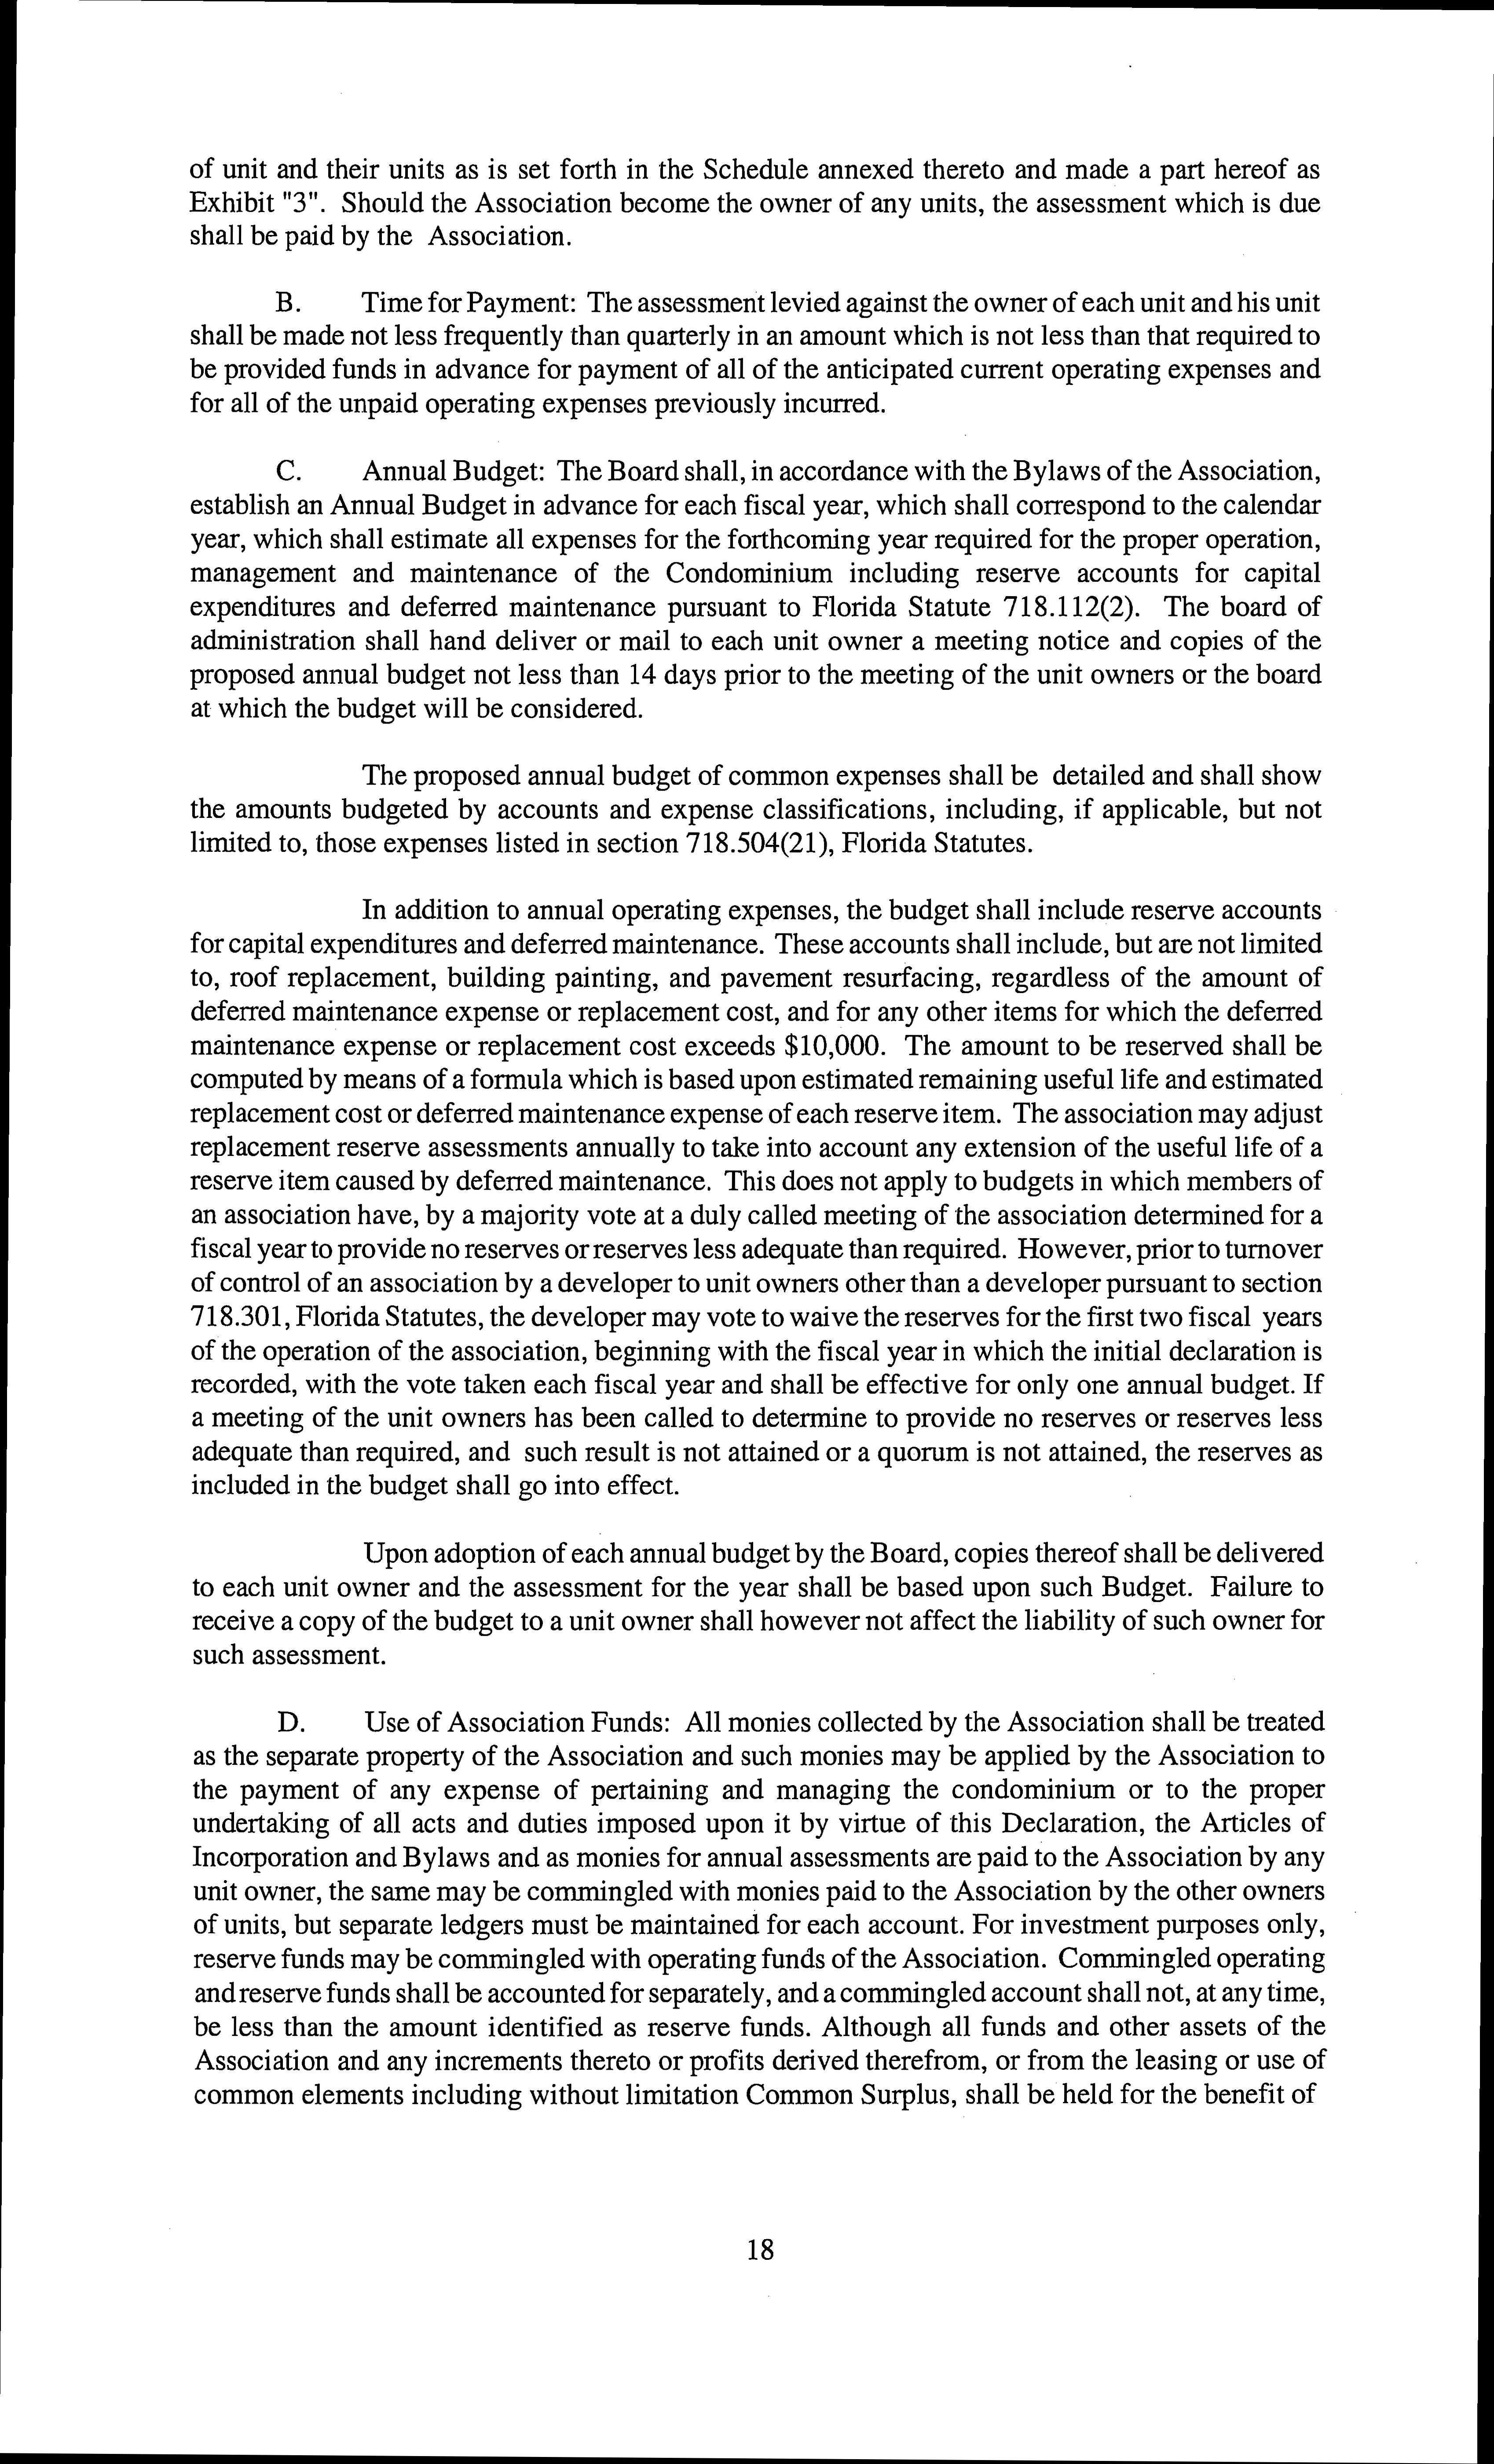 of unit and their units as is set forth in the Schedule annexed thereto and made a part hereof as
Exhibit "3". Should the Association become the owner of any units, the assessment which is due
shall be paid by the Association.
B. Time for Payment: The assessment levied against the owner of each unit and his unit
shall be made not less frequently than quarterly in an amount which is not less than that required to
be provided funds in advance for payment of all of the anticipated current operating expenses and
for all of the unpaid operating expenses previously incurred.
C. Annual Budget: The Board shall, in accordance with the Bylaws of the Association,
establish an Annual Budget in advance for each fiscal year, which shall correspond to the calendar
year, which shall estimate all expenses for the forthcoming year required for the proper operation,
management and maintenance of the Condominium including reserve accounts for capital
expenditures and deferred maintenance pursuant to Florida Statute 718.112(2). The board of
administration shall hand deliver or mail to each unit owner a meeting notice and copies of the
proposed annual budget not less than 14 days prior to the meeting of the unit owners or the board
at which the budget will be considered.
The proposed annual budget of common expenses shall be detailed and shall show
the amounts budgeted by accounts and expense classifications, including, if applicable, but not
limited to, those expenses listed in section 718.504(21), Florida Statutes.
In addition to annual operating expenses, the budget shall include reserve accounts
for capital expenditures and deferred maintenance. These accounts shall include, but are not limited
to, roof replacement, building painting, and pavement resurfacing, regardless of the amount of
deferred maintenance expense or replacement cost, and for any other items for which the deferred
maintenance expense or replacement cost exceeds $10,000. The amount to be reserved shall be
computed by means of a formula which is based upon estimated remaining useful life and estimated
replacement cost or deferred maintenance expense of each reserve item. The association may adjust
replacement reserve assessments annually to take into account any extension of the useful life of a
reserve item caused by deferred maintenance. This does not apply to budgets in which members of
an association have, by a majority vote at a duly called meeting of the association determined for a
fiscal year to provide no reserves or reserves less adequate than required. However, prior to turnover
of control of an association by a developer to unit owners other than a developer pursuant to section
718.301, Florida Statutes, the developer may vote to waive the reserves for the first two fiscal years
of the operation of the association, beginning with the fiscal year in which the initial declaration is
recorded, with the vote taken each fiscal year and shall be effective for only one annual budget. If
a meeting of the unit owners has been called to determine to provide no reserves or reserves less
adequate than required, and such result is not attained or a quorum is not attained, the reserves as
included in the budget shall go into effect.
Upon adoption of each annual budget by the Board, copies thereof shall be delivered
to each unit owner and the assessment for the year shall be based upon such Budget. Failure to
receive a copy of the budget to a unit owner shall however not affect the liability of such owner for
such assessment.
D. Use of Association Funds: All monies collected by the Association shall be treated
as the separate property of the Association and such monies may be applied by the Association to
the payment of any expense of pertaining and managing the condominium or to the proper
undertaking of all acts and duties imposed upon it by virtue of this Declaration, the Articles of
Incorporation and Bylaws and as monies for annual assessments are paid to the Association by any
unit owner, the same may be commingled with monies paid to the Association by the other owners
of units, but separate ledgers must be maintained for each account. For investment purposes only,
reserve funds may be commingled with operating funds of the Association. Commingled operating
and reserve funds shall be accounted for separately, and a commingled account shall not, at any time,
be less than the amount identified as reserve funds. Although all funds and other assets of the
Association and any increments thereto or profits derived therefrom, or from the leasing or use of
common elements including without limitation Common Surplus, shall be held for the benefit of
18